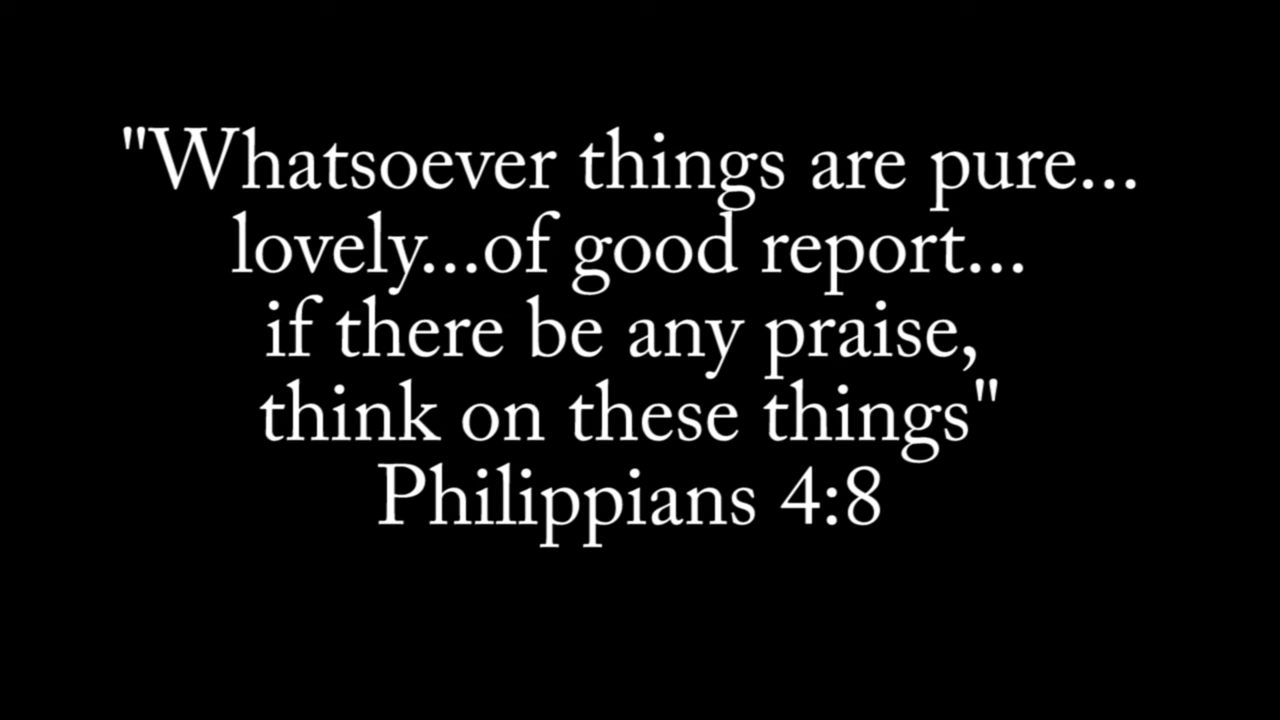 "Whatsoever things are pure...
lovely...of good report...
if there be any praise,
think on these things"
Philippians 4:8